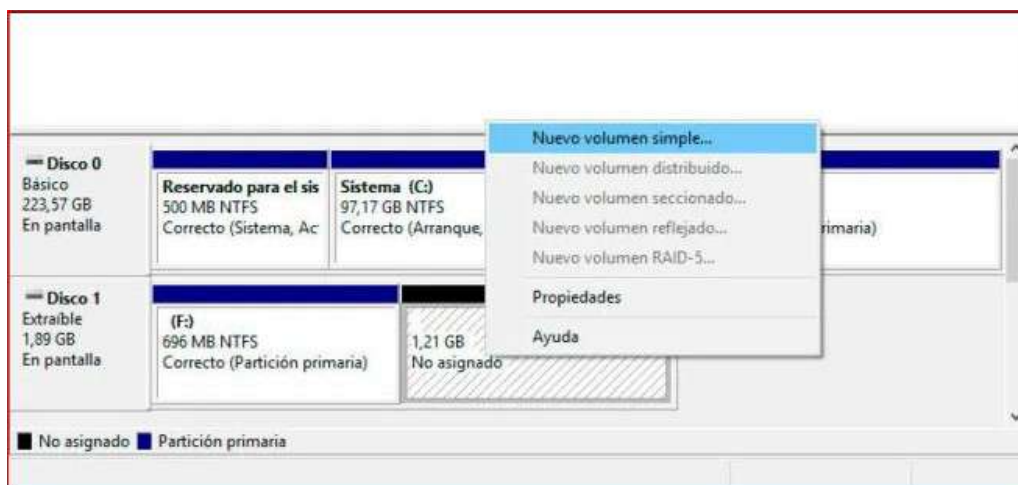 Disco 0
Básico
223,57 GB
En pantalla
Reservado para el sis
500 MB NTFS
Correcto (Sistema, Ac
Sistema (C:)
97,17 GB NTFS
Correcto (Arranque,
rimaria)
Nuevo volumen simple...
Nuevo volumen distribuido...
Nuevo volumen seccionado...
Nuevo volumen reflejado...
Nuevo volumen RAID-5...
Propiedades
Ayuda
Disco 1
Extraíble
1,89 GB
En pantalla
(F:)
696 MB NTFS
Correcto (Partición primaria)
1,21 GB
No asignado
No asignado Partición primaria